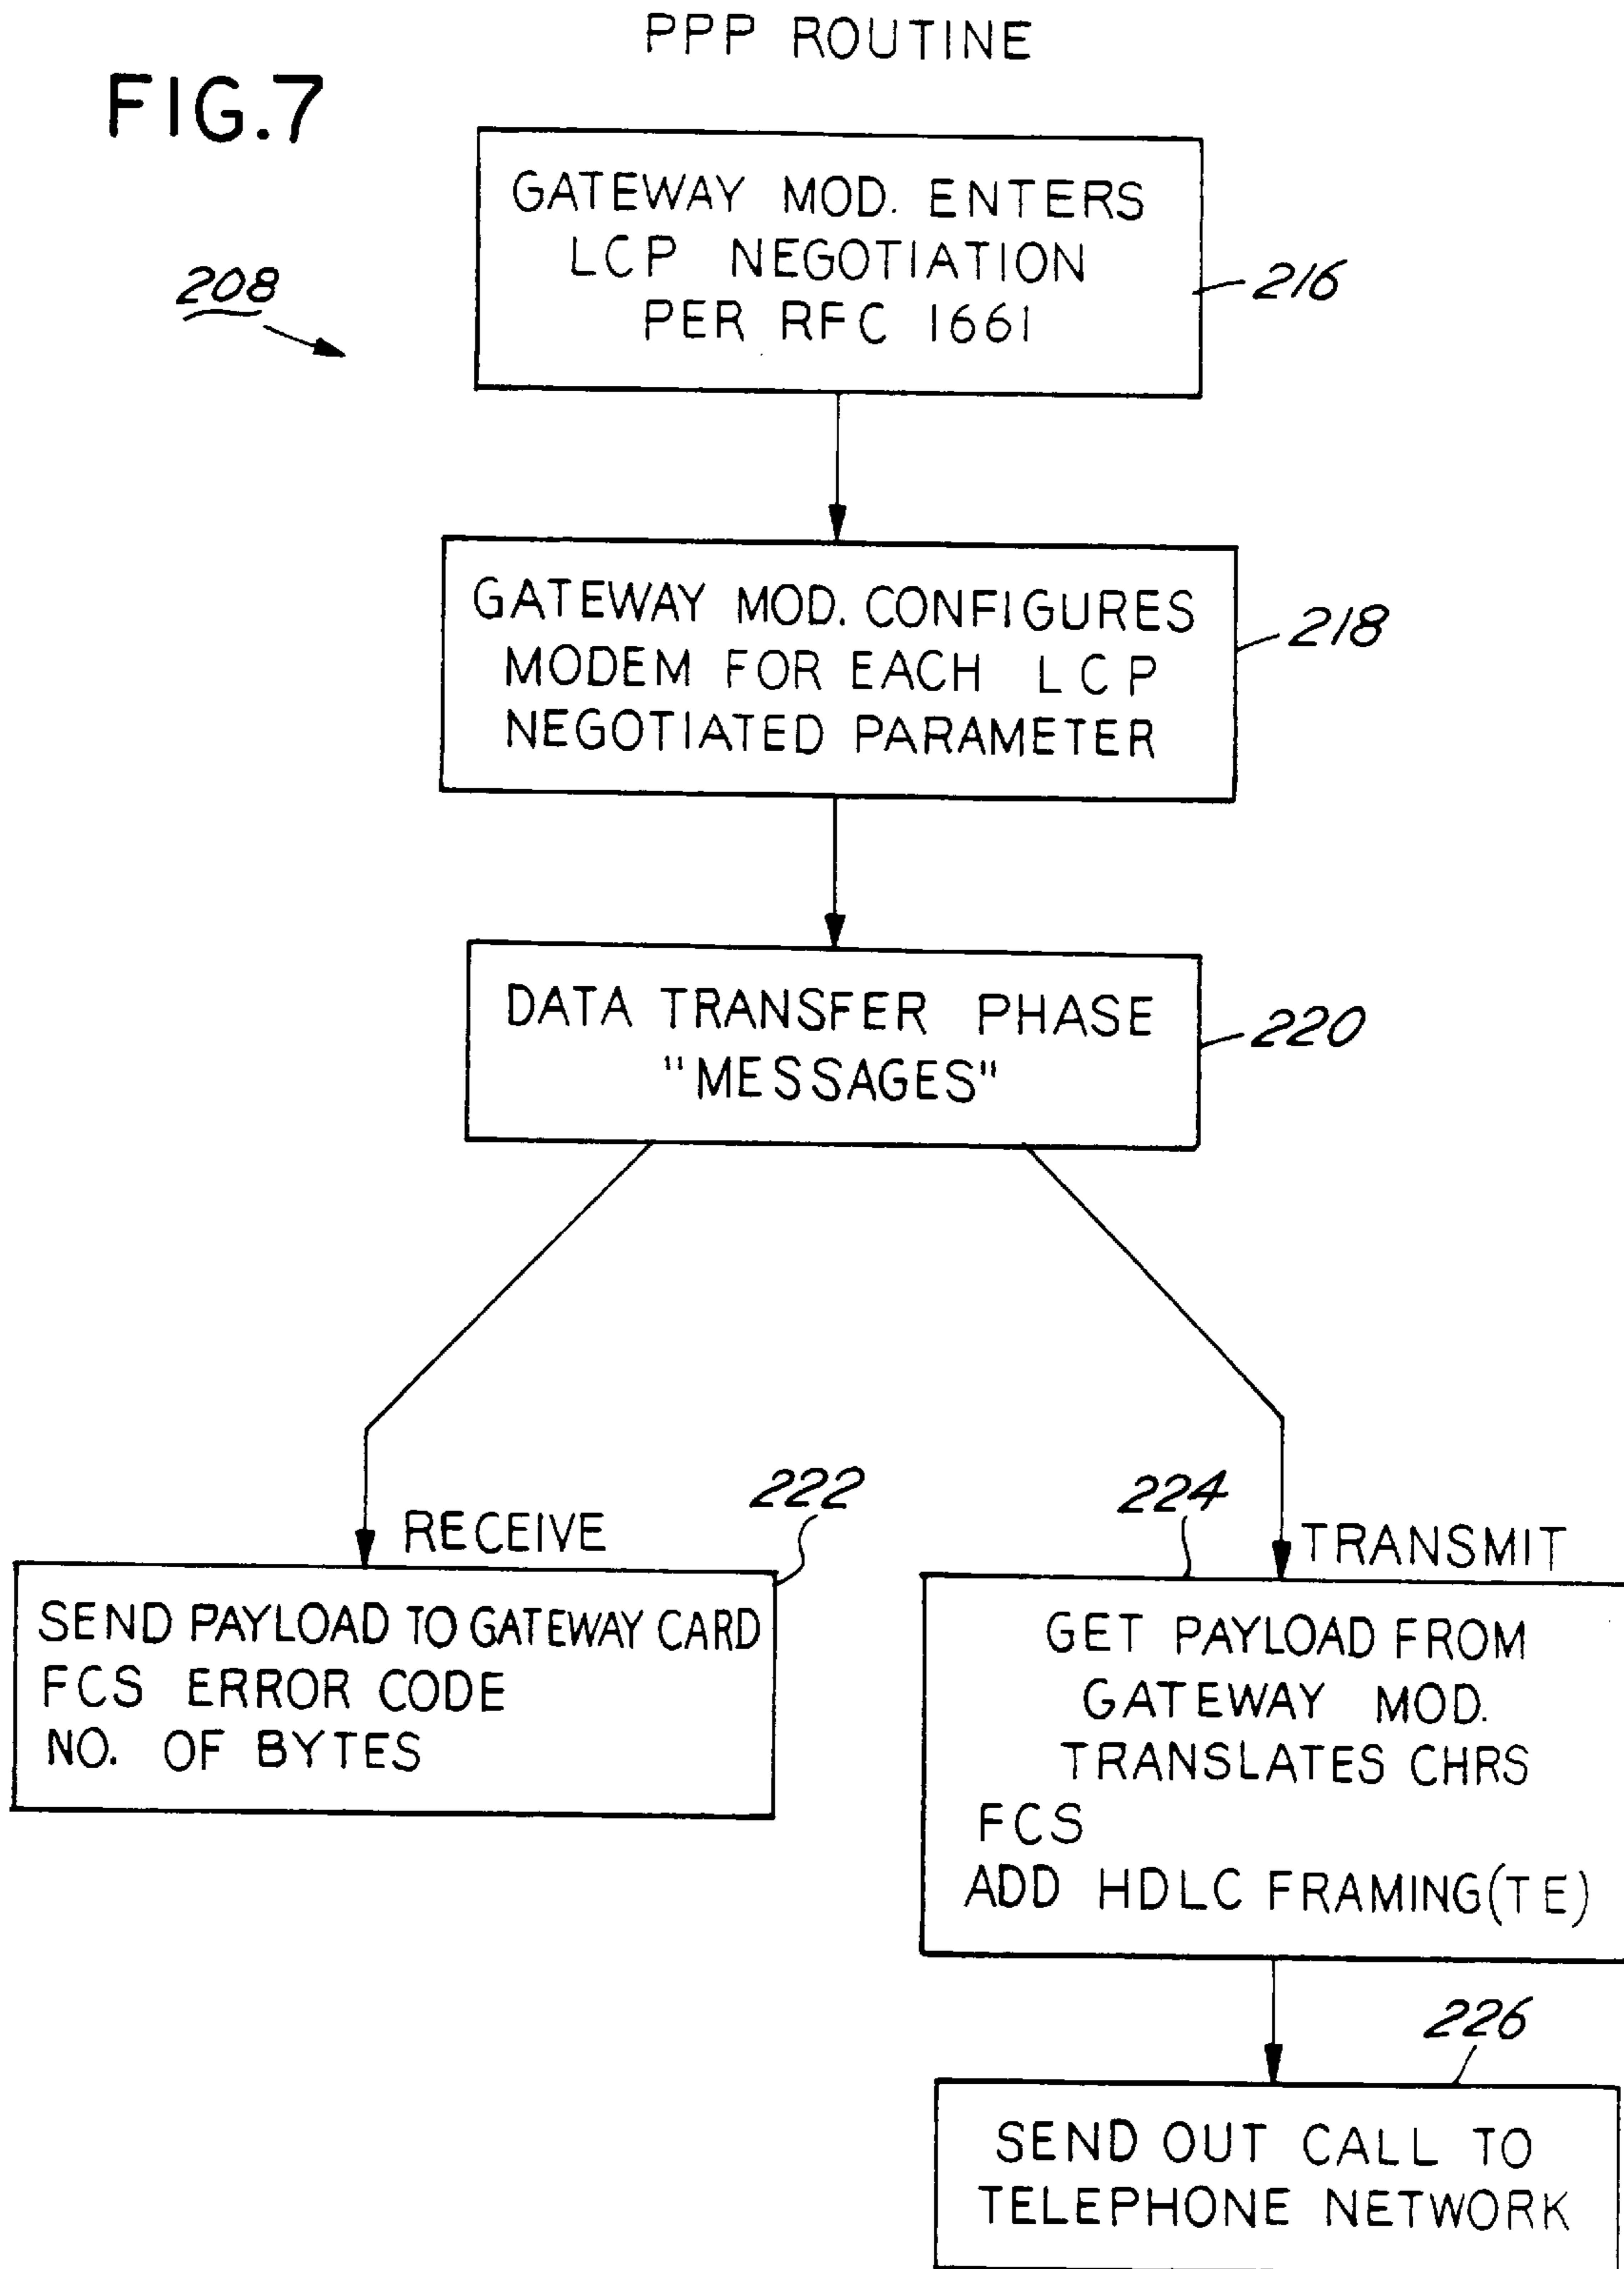 PPP ROUTINE
FIG.7
GATEWAY MOD. ENTERS
LCP NEGOTIATION
PER RFC 1661
208
216
GATEWAY MOD. CONFIGURES
MODEM FOR EACH LCP
NEGOTIATED PARAMETER
218
DATA TRANSFER PHASE
"MESSAGES"
220
RECEIVE
222
SEND PAYLOAD TO GATEWAY CARD
FCS ERROR CODE
NO. OF BYTES
224
TRANSMIT
GET PAYLOAD FROM
GATEWAY MOD.
TRANSLATES CHRS
FCS
ADD HDLC FRAMING(TE)
226
SEND OUT CALL TO
TELEPHONE NETWORK